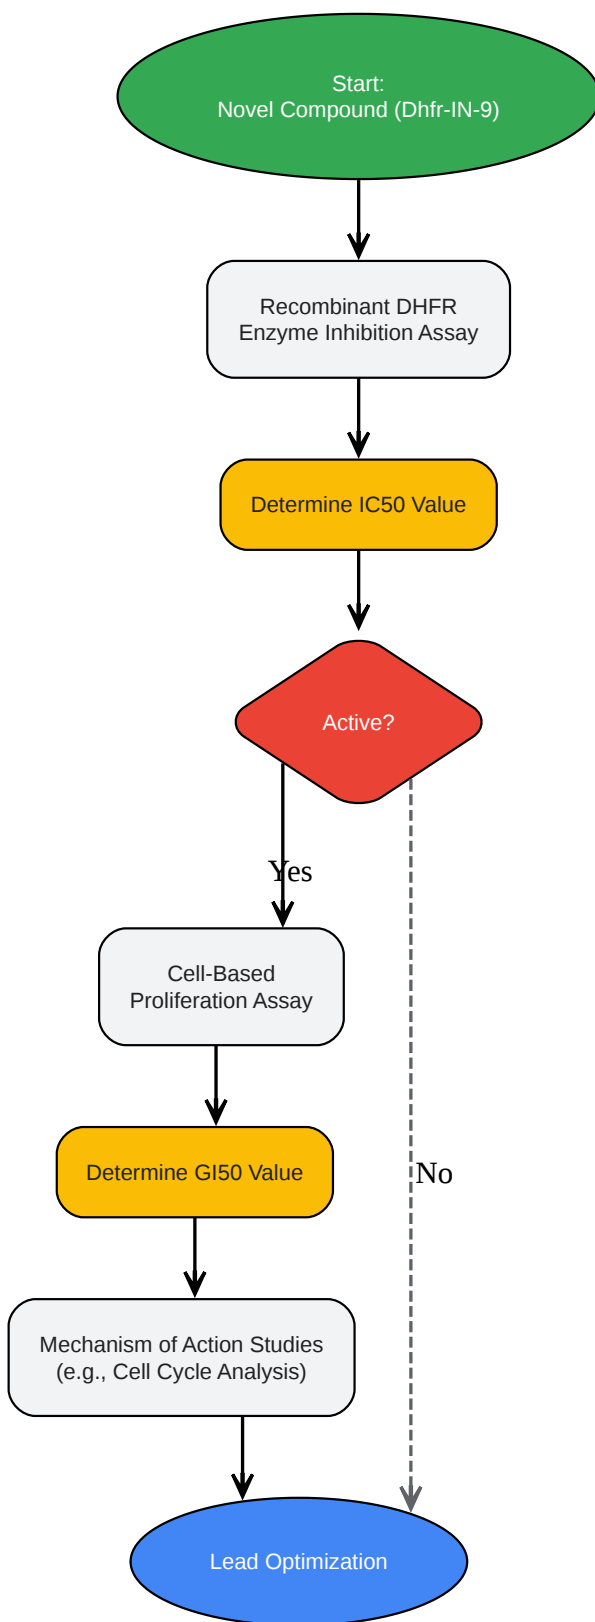 Start:
Novel Compound (Dhfr-IN-9)
Recombinant DHFR
Enzyme Inhibition Assay
Determine IC50 Value
Active?
Yes
Cell-Based
Proliferation Assay
Determine GI50 Value
No
Mechanism of Action Studies
(e.g., Cell Cycle Analysis)
Lead Optimization